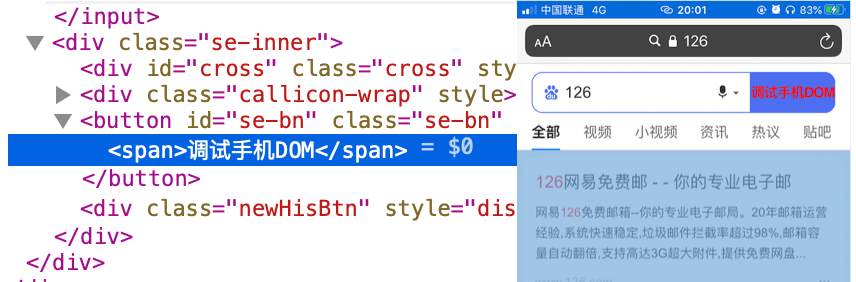 </input>
▼<div class="se-inner">
<div id="cross" class="cross" sty
▶<div class="callicon-wrap" style>
▼<button id="se-bn" class="se-bn"
<span>调试手机DOM</span> = $0
</button>
<div class="newHisBtn" style="dis
</div>
</div>
中国联通 4G 20:01 83%
AA 126
126 调试手机DOM
全部 视频 小视频 资讯 热议 贴吧
126网易免费邮 - - 你的专业电子邮
网易126免费邮箱--你的专业电子邮局。20年邮箱运营
经验,系统快速稳定,垃圾邮件拦截率超过98%,邮箱容
量自动翻倍,支持高达3G超大附件,提供免费网盘...